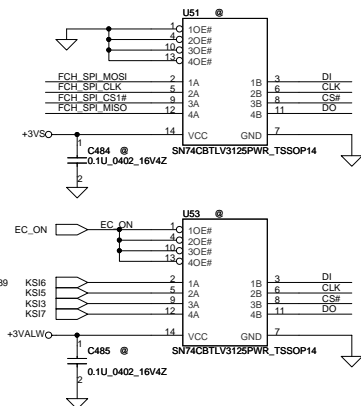 U51 @
1 1OE#
4 2OE#
10 3OE#
13 4OE#
FCH_SPI_MOSI 2 1A 1B 3 DI
FCH_SPI_CLK 5 2A 2B 6 CLK
FCH_SPI_CS1# 9 3A 3B 8 CS#
FCH_SPI_MISO 12 4A 4B 11 DO
+3VS 14 VCC GND 7
SN74CBTLV3125PWR_TSSOP14
1
C484 @
0.1U_0402_16V4Z
2
U53 @
EC_ON EC_ON 1 1OE#
4 2OE#
10 3OE#
13 4OE#
39 KSI6 2 1A 1B 3 DI
KSI5 5 2A 2B 6 CLK
KSI3 9 3A 3B 8 CS#
KSI7 12 4A 4B 11 DO
+3VALW 14 VCC GND 7
SN74CBTLV3125PWR_TSSOP14
1
C485 @
0.1U_0402_16V4Z
2